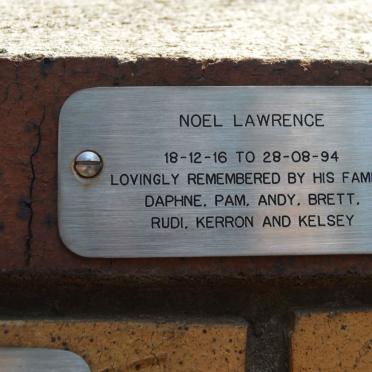 NOEL LAWRENCE
18-12-16 TO 28-08-94
LOVINGLY REMEMBERED BY HIS
DAPHNE, PAM, ANDY, BRETT,
RUDI, KERRON AND KELSEY